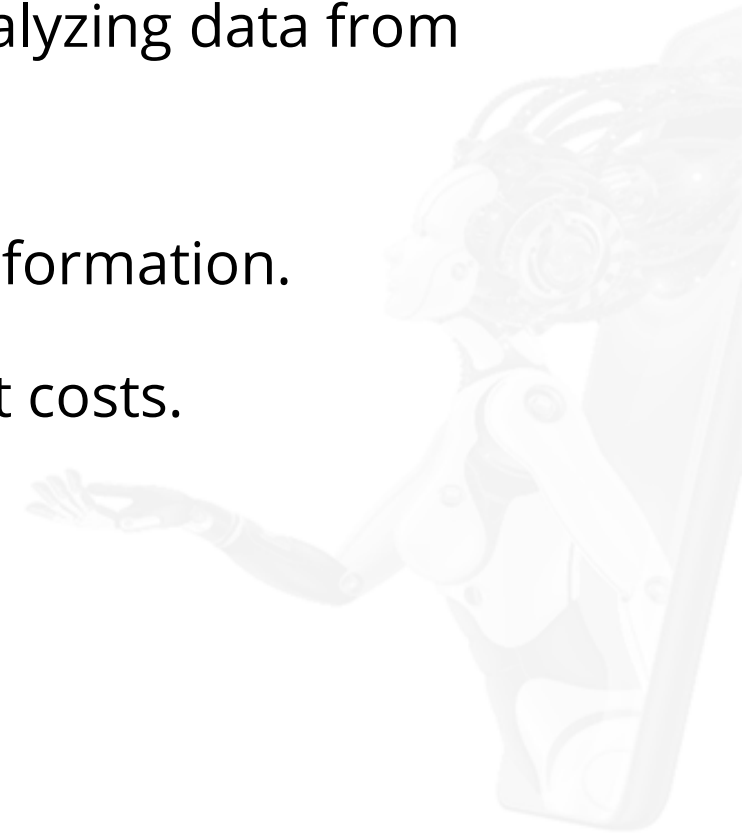 alyzing data from
formation.
t costs.